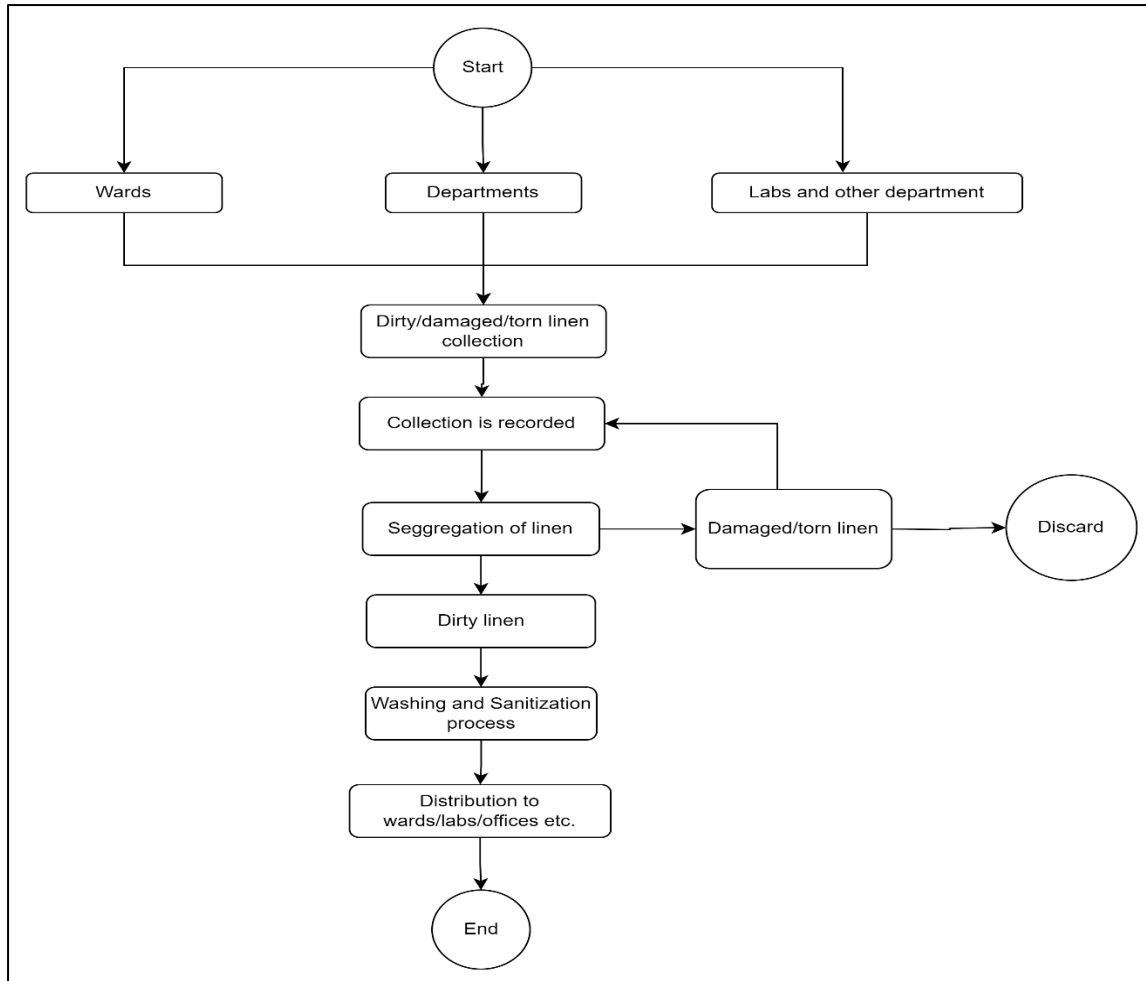 Start
Wards
Departments
Labs and other department
Dirty/damaged/torn linen
collection
Collection is recorded
Seggregation of linen
Damaged/torn linen
Discard
Dirty linen
Washing and Sanitization
process
Distribution to
wards/labs/offices etc.
End